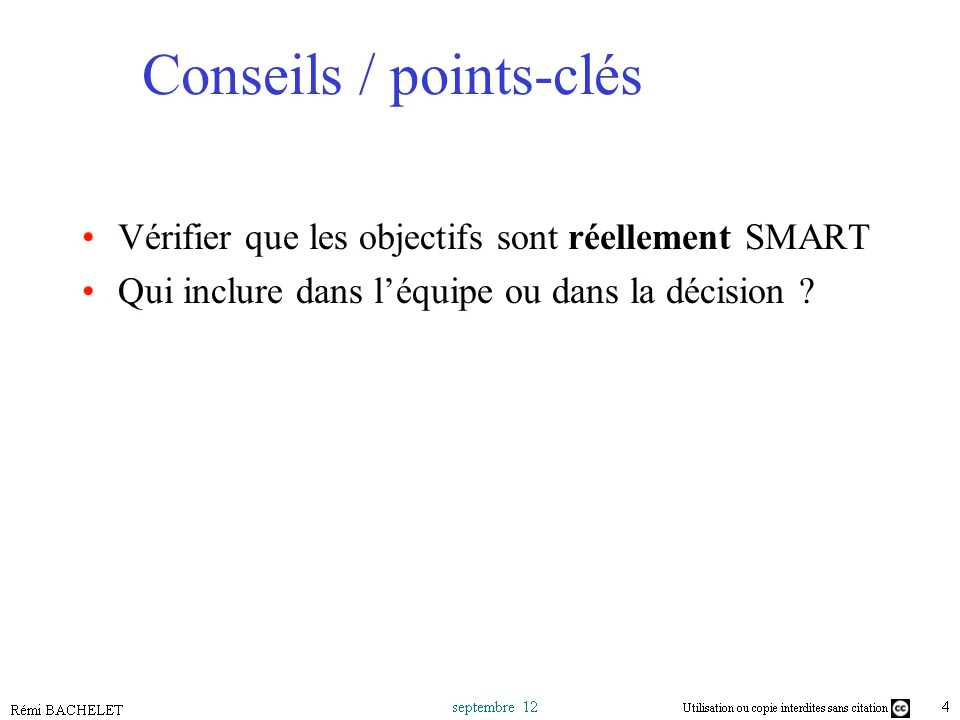 Conseils / points-clés
• Vérifier que les objectifs sont réellement SMART
• Qui inclure dans l’équipe ou dans la décision ?
Rémi BACHELET
septembre 12
Utilisation ou copie interdites sans citation
cc
4